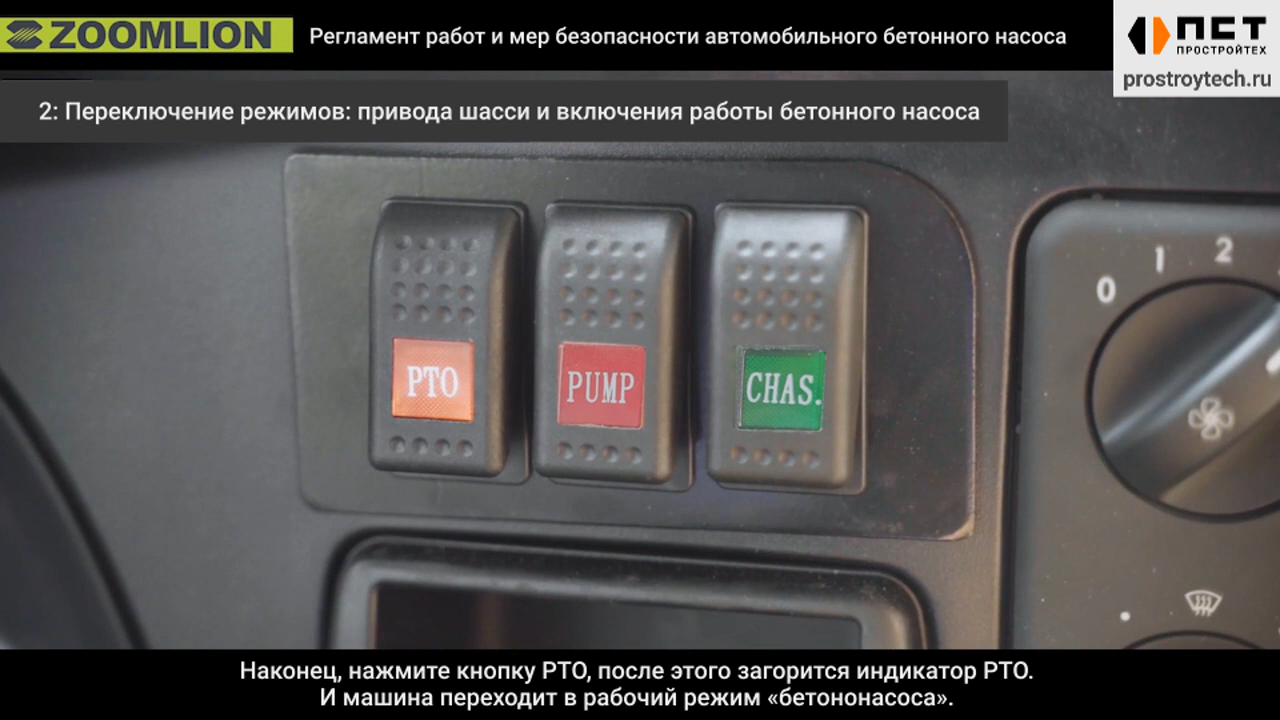 ZOOMLION
Регламент работ и мер безопасности автомобильного бетонного насоса
ПСТ
ПРОСТРОЙТЕХ
prostroytech.ru
2: Переключение режимов: привода шасси и включения работы бетонного насоса
0 1 2
PTO PUMP CHAS.
Наконец, нажмите кнопку PTO, после этого загорится индикатор PTO.
И машина переходит в рабочий режим «бетононасоса».